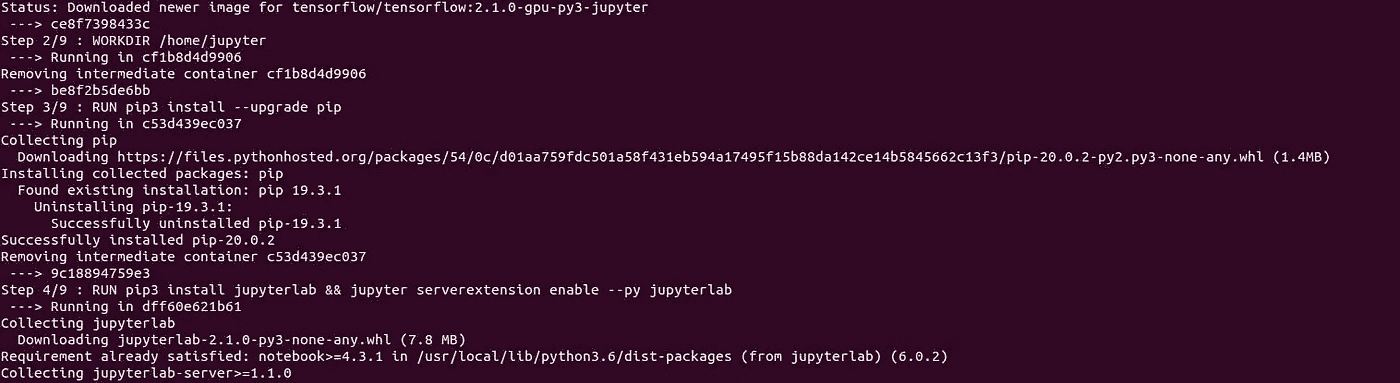 Status: Downloaded newer image for tensorflow/tensorflow:2.1.0-gpu-py3-jupyter
 ---> ce8f7398433c
Step 2/9 : WORKDIR /home/jupyter
 ---> Running in cf1b8d4d9906
Removing intermediate container cf1b8d4d9906
 ---> be8f2b5de6bb
Step 3/9 : RUN pip3 install --upgrade pip
 ---> Running in c53d439ec037
Collecting pip
  Downloading https://files.pythonhosted.org/packages/54/0c/d01aa759fdc501a58f431eb594a17495f15b88da142ce14b5845662c13f3/pip-20.0.2-py2.py3-none-any.whl (1.4MB)
Installing collected packages: pip
  Found existing installation: pip 19.3.1
    Uninstalling pip-19.3.1:
      Successfully uninstalled pip-19.3.1
Successfully installed pip-20.0.2
Removing intermediate container c53d439ec037
 ---> 9c18894759e3
Step 4/9 : RUN pip3 install jupyterlab && jupyter serverextension enable --py jupyterlab
 ---> Running in dff60e621b61
Collecting jupyterlab
  Downloading jupyterlab-2.1.0-py3-none-any.whl (7.8 MB)
Requirement already satisfied: notebook>=4.3.1 in /usr/local/lib/python3.6/dist-packages (from jupyterlab) (6.0.2)
Collecting jupyterlab-server>=1.1.0